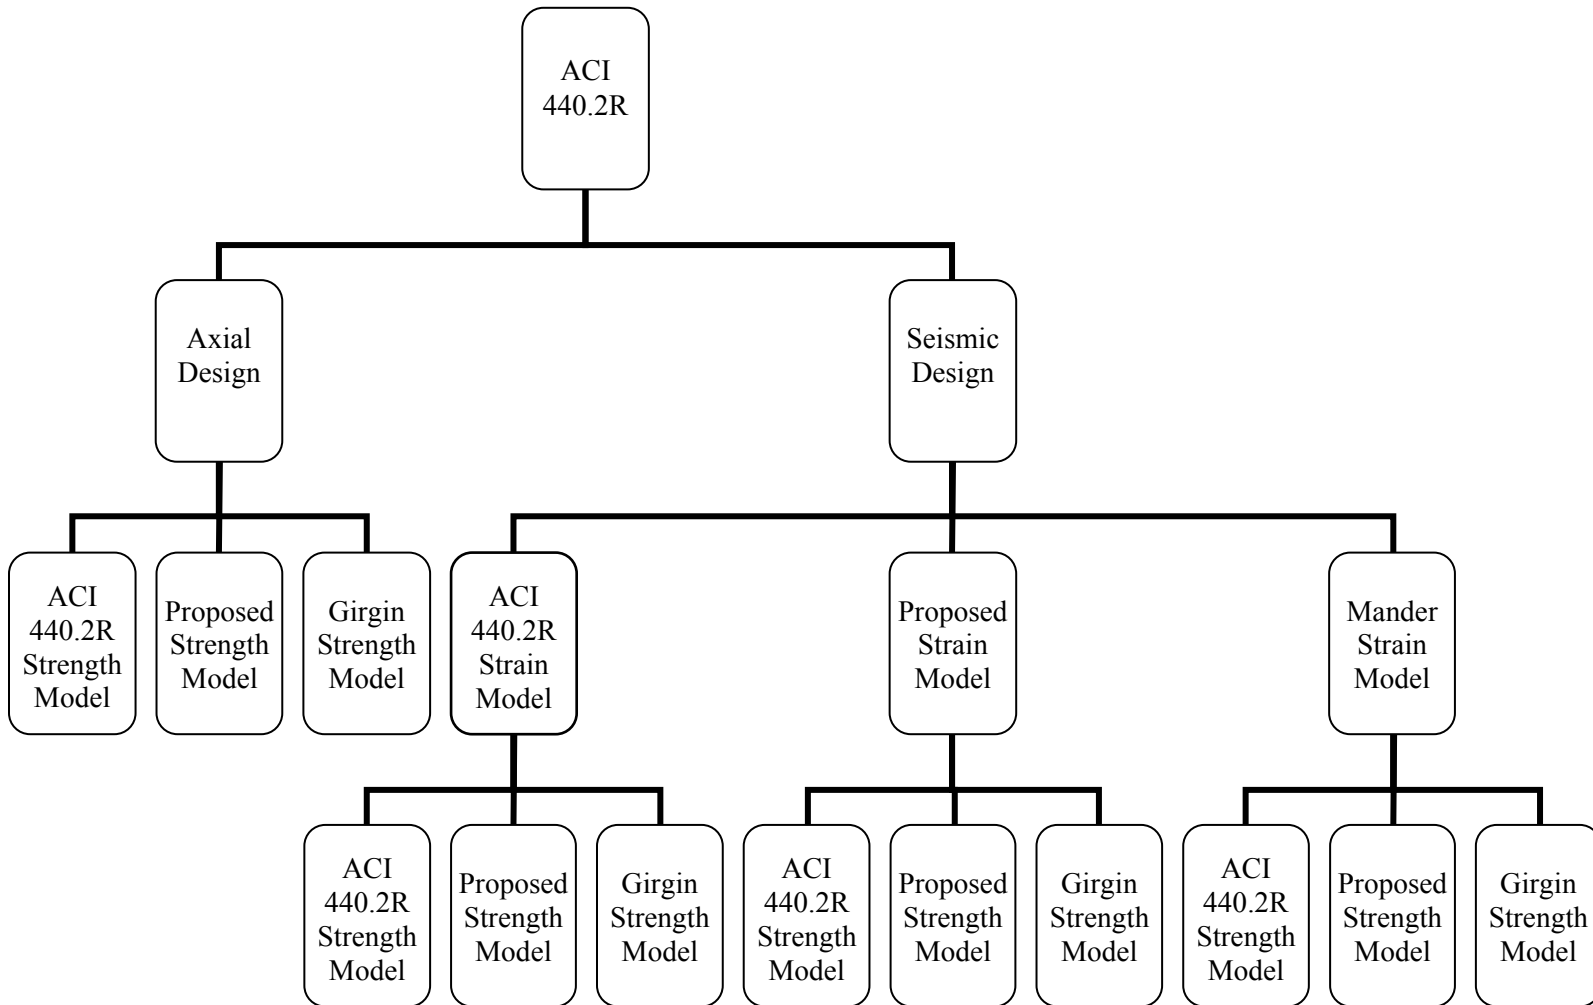 ACI
440.2R
Axial
Design
Seismic
Design
ACI
440.2R
Strength
Model
Proposed
Strength
Model
Girgin
Strength
Model
ACI
440.2R
Strain
Model
Proposed
Strain
Model
Mander
Strain
Model
ACI
440.2R
Strength
Model
Proposed
Strength
Model
Girgin
Strength
Model
ACI
440.2R
Strength
Model
Proposed
Strength
Model
Girgin
Strength
Model
ACI
440.2R
Strength
Model
Proposed
Strength
Model
Girgin
Strength
Model